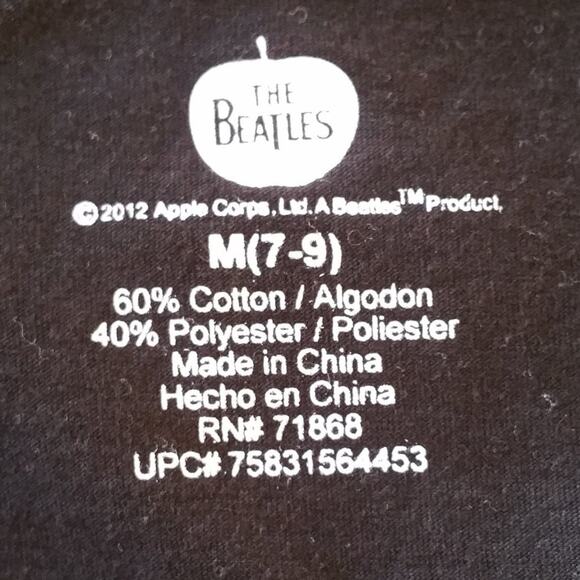 THE
BEATLES
©2012 Apple Corps, Ltd. A Beatles™ Product.
M(7-9)
60% Cotton / Algodon
40% Polyester / Poliester
Made in China
Hecho en China
RN# 71868
UPC#.75831564453